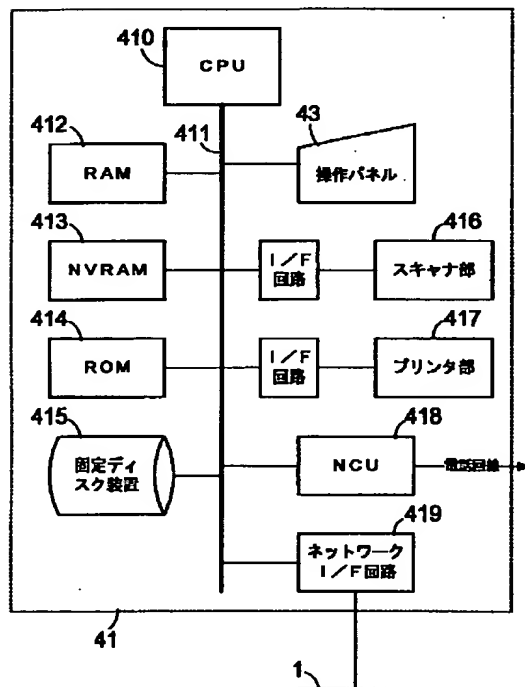 410
CPU
412
411
43
RAM
操作パネル
413
416
NVRAM
I/F
回路
スキャナ部
414
417
ROM
I/F
回路
プリンタ部
415
418
固定ディ
スク装置
NCU
電話回線
419
ネットワーク
I/F回路
41
1